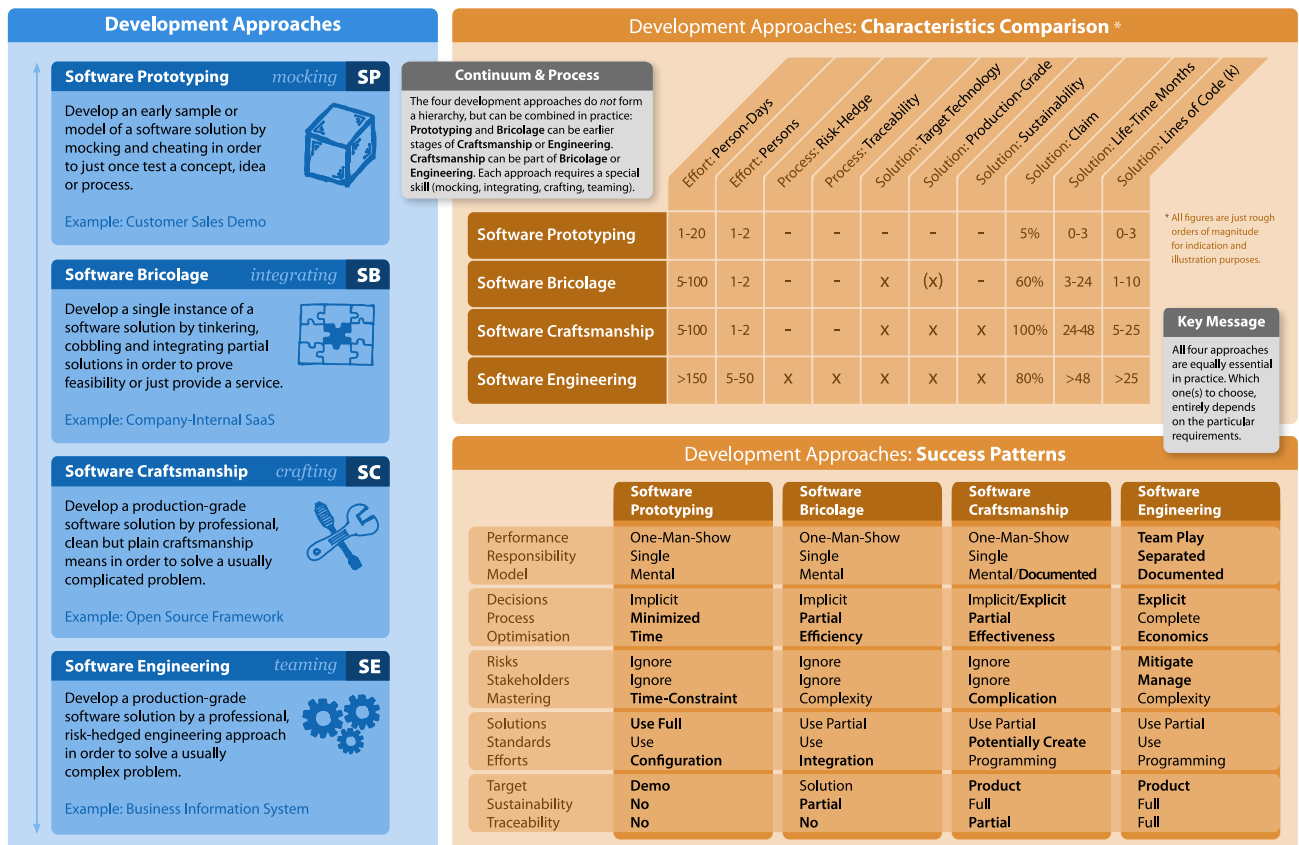 Development Approaches
Software Prototyping mocking SP
Develop an early sample or
model of a software solution by
mocking and cheating in order
to just once test a concept, idea
or process.
Example: Customer Sales Demo
Software Bricolage integrating SB
Develop a single instance of a
software solution by tinkering,
cobbling and integrating partial
solutions in order to prove
feasibility or just provide a service.
Example: Company-Internal SaaS
Software Craftsmanship crafting SC
Develop a production-grade
software solution by professional,
clean but plain craftsmanship
means in order to solve a usually
complicated problem.
Example: Open Source Framework
Software Engineering teaming SE
Develop a production-grade
software solution by a professional,
risk-hedged engineering approach
in order to solve a usually
complex problem.
Example: Business Information System
Continuum & Process
The four development approaches do not form
a hierarchy, but can be combined in practice:
Prototyping and Bricolage can be earlier
stages of Craftsmanship or Engineering.
Craftsmanship can be part of Bricolage or
Engineering. Each approach requires a special
skill (mocking, integrating, crafting, teaming).
Development Approaches: Characteristics Comparison *
Effort: Person-Days
Effort: Persons
Process: Risk-Hedge
Process: Traceability
Solution: Target Technology
Solution: Production-Grade
Solution: Sustainability
Solution: Claim
Solution: Life-Time Months
Solution: Lines of Code (k)
Software Prototyping 1-20 1-2 - - - - - 5% 0-3 0-3
Software Bricolage 5-100 1-2 - - x (x) - 60% 3-24 1-10
Software Craftsmanship 5-100 1-2 - - x x x 100% 24-48 5-25
Software Engineering >150 5-50 x x x x x 80% >48 >25
* All figures are just rough
orders of magnitude
for indication and
illustration purposes.
Key Message
All four approaches
are equally essential
in practice. Which
one(s) to choose,
entirely depends
on the particular
requirements.
Development Approaches: Success Patterns
Software Software Software Software
Prototyping Bricolage Craftsmanship Engineering
Performance One-Man-Show One-Man-Show One-Man-Show Team Play
Responsibility Single Single Single Separated
Model Mental Mental Mental/Documented Documented
Decisions Implicit Implicit Implicit/Explicit Explicit
Process Minimized Partial Partial Complete
Optimisation Time Efficiency Effectiveness Economics
Risks Ignore Ignore Ignore Mitigate
Stakeholders Ignore Ignore Ignore Manage
Mastering Time-Constraint Complexity Complication Complexity
Solutions Use Full Use Partial Use Partial Use Partial
Standards Use Use Potentially Create Use
Efforts Configuration Integration Programming Programming
Target Demo Solution Product Product
Sustainability No Partial Full Full
Traceability No No Partial Full